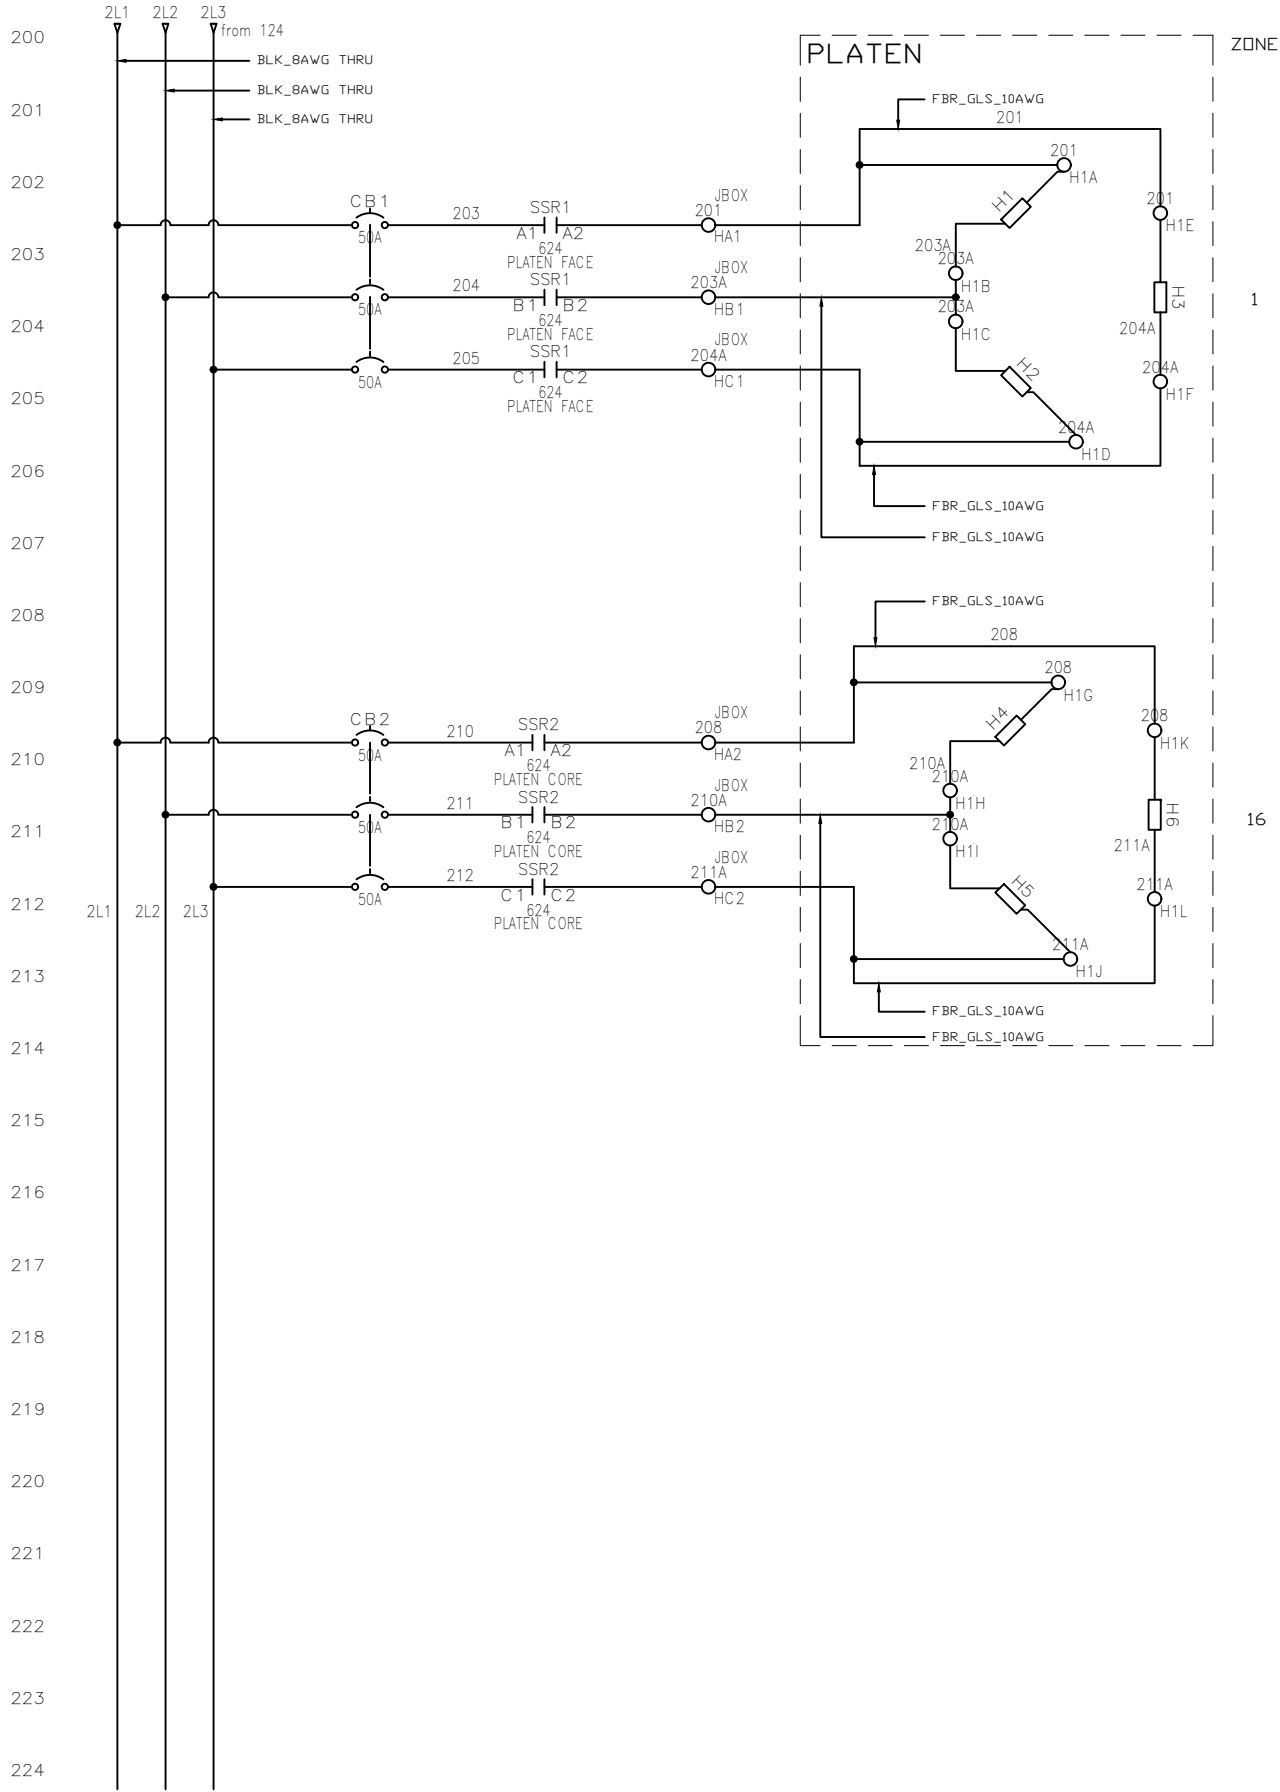 2L1 2L2 2L3
200
from 124
PLATEN
ZONE
BLK_8AWG THRU
BLK_8AWG THRU
201
FBR_GLS_10AWG
201
BLK_8AWG THRU
201
H1A
202
CB1
50A
203
SSR1
A1 A2
624
PLATEN FACE
JBOX
201
HA1
H1
201
H1E
203
203A
203A
H1B
50A
204
SSR1
B1 B2
624
PLATEN FACE
JBOX
203A
HB1
H3
1
203A
H1C
204
204A
50A
205
SSR1
C1 C2
624
PLATEN FACE
JBOX
204A
HC1
H2
204A
H1F
205
204A
H1D
206
FBR_GLS_10AWG
207
FBR_GLS_10AWG
208
FBR_GLS_10AWG
208
209
208
H1G
CB2
50A
210
SSR2
A1 A2
624
PLATEN CORE
JBOX
208
HA2
H4
208
H1K
210
210A
210A
H1H
50A
211
SSR2
B1 B2
624
PLATEN CORE
JBOX
210A
HB2
H6
16
210A
H1I
211
211A
50A
212
SSR2
C1 C2
624
PLATEN CORE
JBOX
211A
HC2
H5
211A
H1L
212
2L1 2L2 2L3
211A
H1J
213
FBR_GLS_10AWG
FBR_GLS_10AWG
214
215
216
217
218
219
220
221
222
223
224